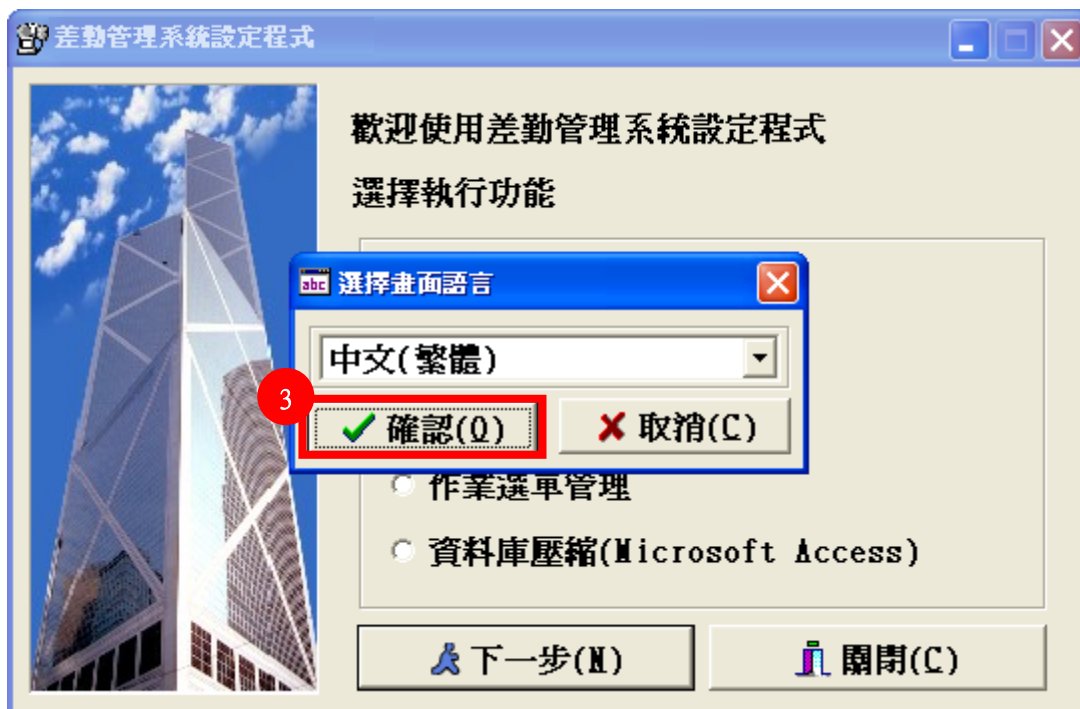 差勤管理系統設定程式
歡迎使用差勤管理系統設定程式
選擇執行功能
abc 選擇畫面語言
中文(繁體)
3
確認(O) 取消(C)
作業選單管理
資料庫壓縮(Microsoft Access)
下一步(N) 關閉(C)